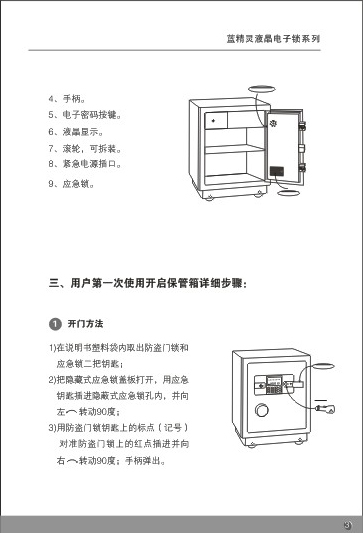 蓝精灵液晶电子锁系列
4、手柄。
5、电子密码按键。
6、液晶显示。
7、滚轮，可拆装。
8、紧急电源插口。
9、应急锁。
三、用户第一次使用开启保管箱详细步骤：
1 开门方法
1)在说明书塑料袋内取出防盗门锁和
应急锁二把钥匙；
2)把隐藏式应急锁盖板打开，用应急
钥匙插进隐藏式应急锁孔内，并向
左⌒转动90度；
3)用防盗门锁钥匙上的标点（记号）
对准防盗门锁上的红点插进并向
右⌒转动90度；手柄弹出。
3